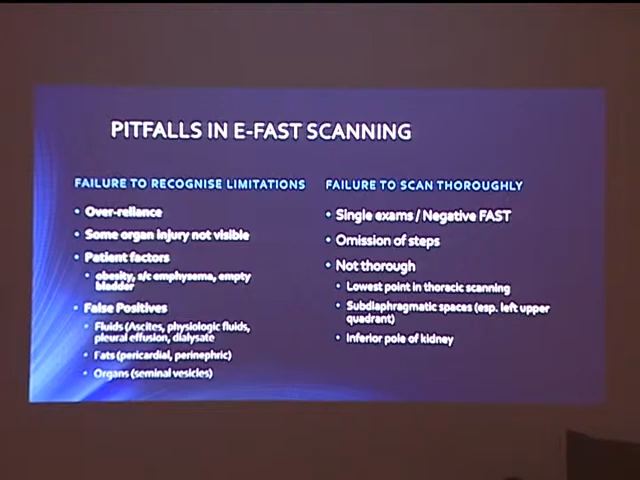 PITFALLS IN E-FAST SCANNING
FAILURE TO RECOGNISE LIMITATIONS
• Over-reliance
• Some organ injury not visible
• Patient factors
• obesity, s/c emphysema, empty
bladder
• False Positives
• Fluids (Ascites, physiologic fluids,
pleural effusion, dialysate
• Fats (pericardial, perinephric)
• Organs (seminal vesicles)
FAILURE TO SCAN THOROUGHLY
• Single exams / Negative FAST
• Omission of steps
• Not thorough
• Lowest point in thoracic scanning
• Subdiaphragmatic spaces (esp. left upper
quadrant)
• Inferior pole of kidney